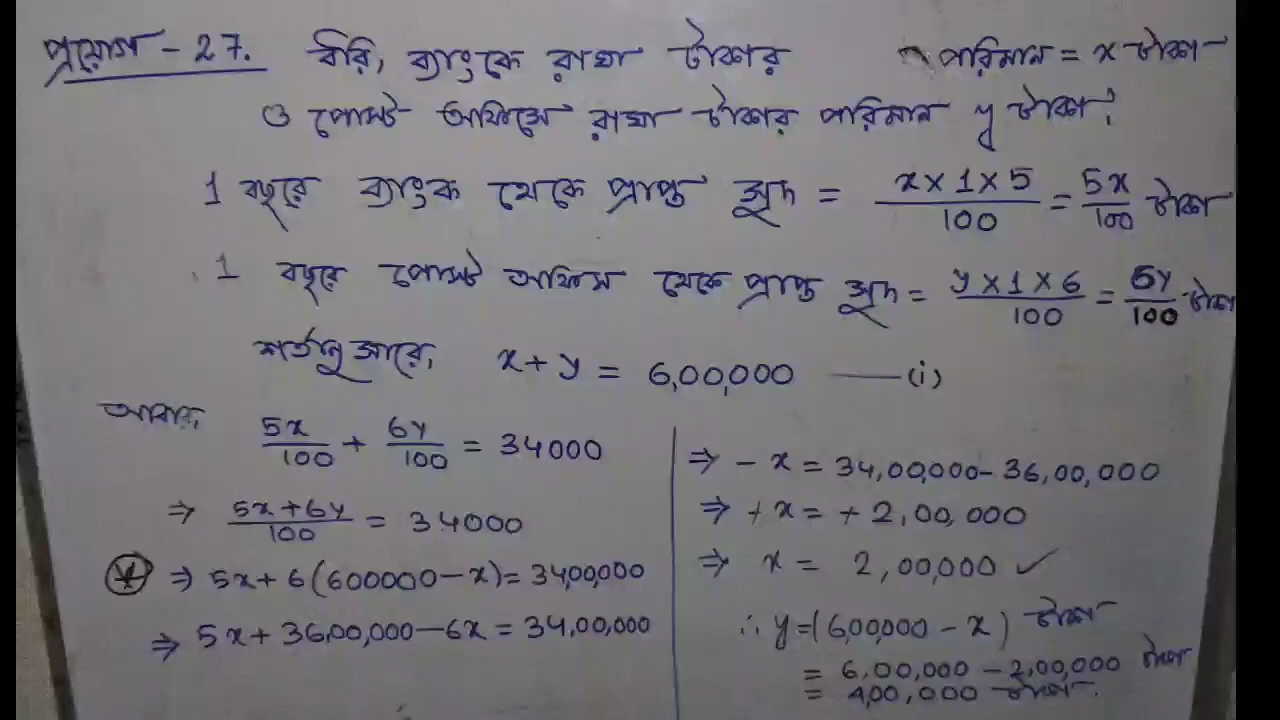 প্রয়োগ - 27. ধরি, ব্যাংকে রাখা টাকার পরিমান = x টাকা
ও পোস্ট অফিসে রাখা টাকার পরিমান y টাকা।
1 বছরে ব্যাংক থেকে প্রাপ্ত সুদ = x×1×5/100 = 5x/100 টাকা
1 বছরে পোস্ট অফিস থেকে প্রাপ্ত সুদ = y×1×6/100 = 6y/100 টাকা
শর্তানুসারে, x+y = 6,00,000 —— (i)
আবার,
5x/100 + 6y/100 = 34000
⇒ 5x+6y/100 = 34000
⇒ 5x+6(600000-x)=34,00,000
⇒ 5x+36,00,000-6x=34,00,000
⇒ -x = 34,00,000-36,00,000
⇒ +x = +2,00,000
⇒ x = 2,00,000 ✓
∴ y=(6,00,000-x) টাকা
= 6,00,000-2,00,000 টাকা
= 4,00,000 টাকা.